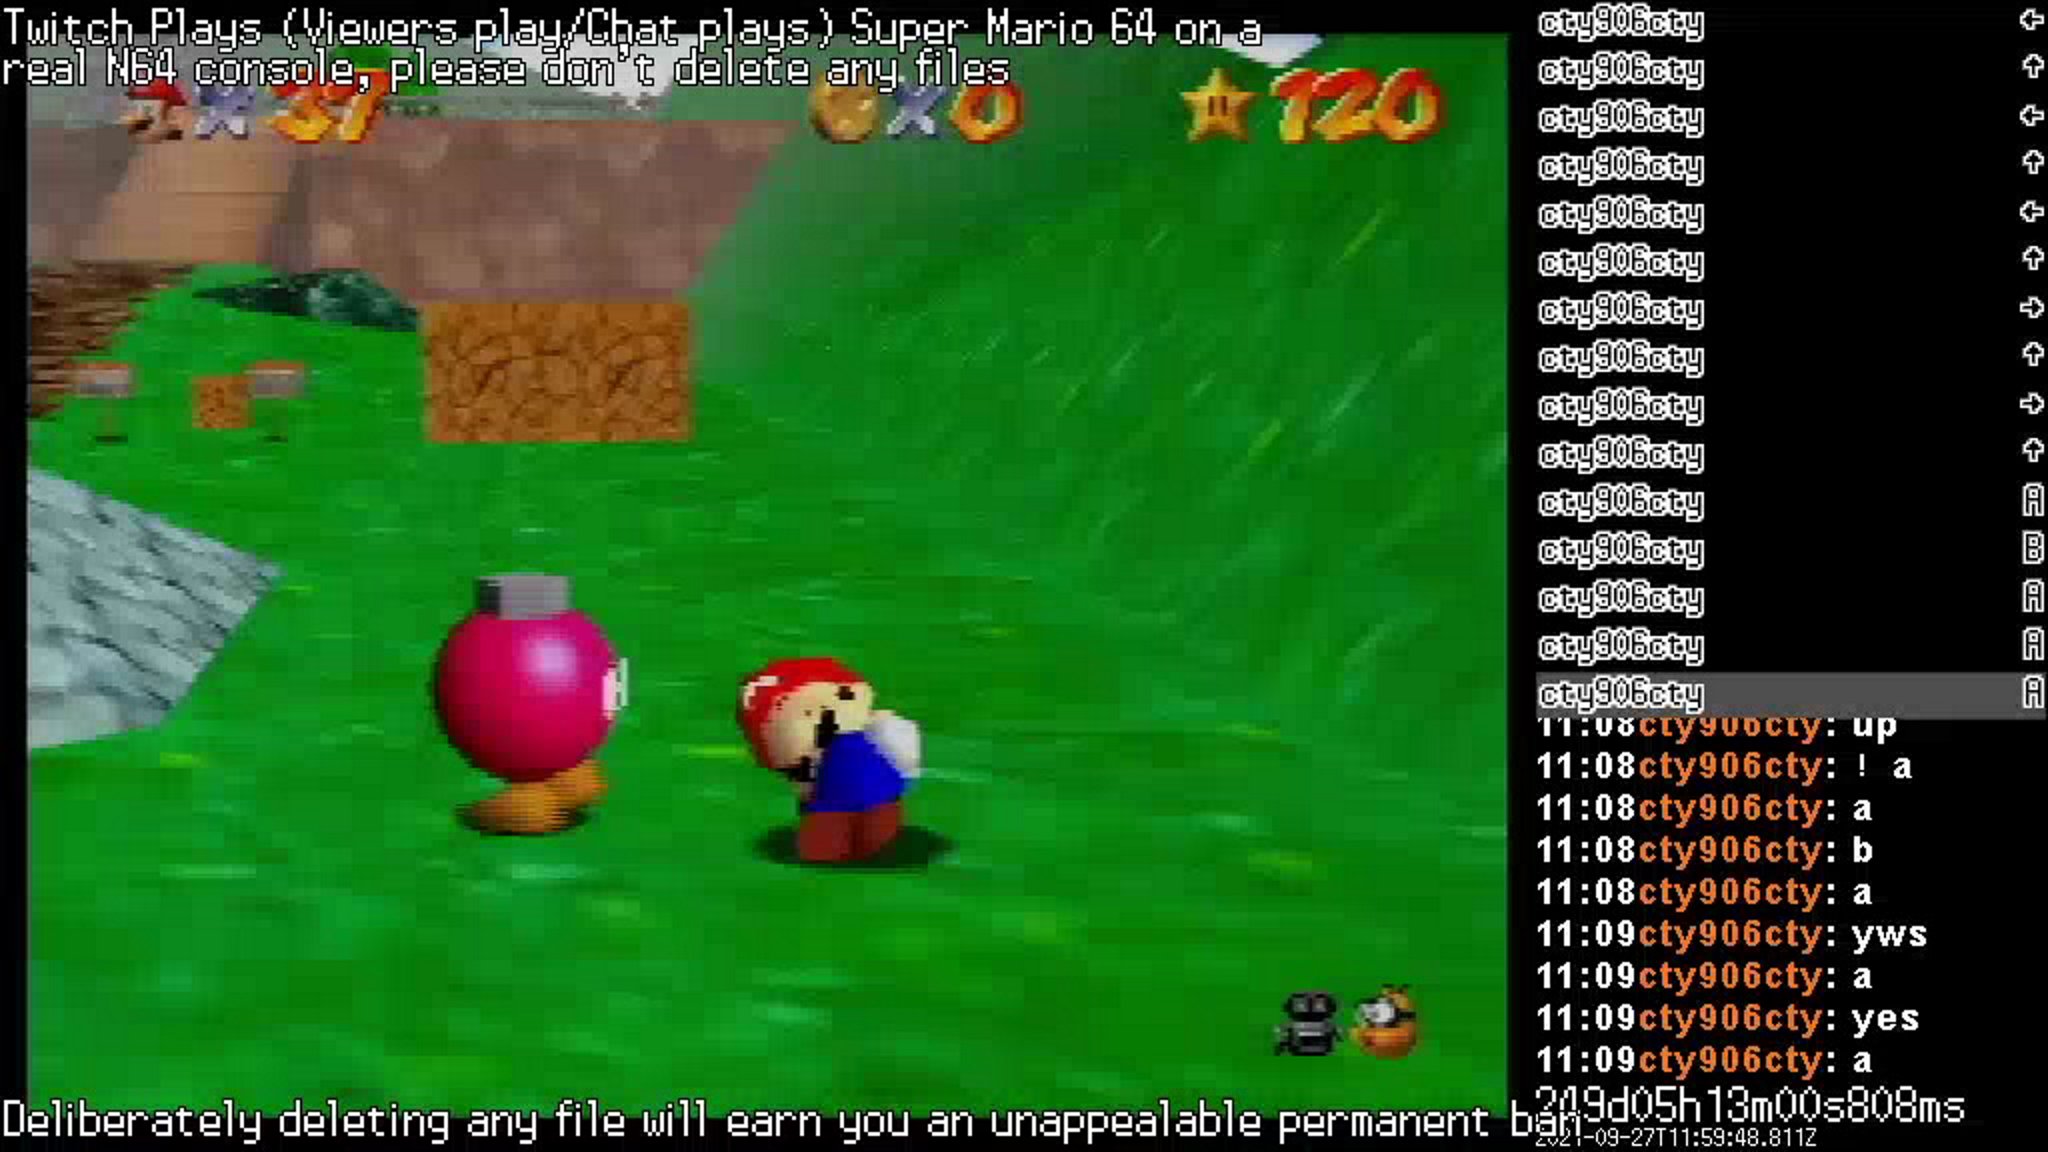 Twitch Plays (Viewers play/Chat plays) Super Mario 64 on a
real N64 console, please don't delete any files
x 37
x 0
120
cty906cty ←
cty906cty ↑
cty906cty ←
cty906cty ↑
cty906cty ←
cty906cty ↑
cty906cty →
cty906cty ↑
cty906cty →
cty906cty ↑
cty906cty A
cty906cty B
cty906cty A
cty906cty A
cty906cty A
11:08cty906cty: up
11:08cty906cty: ! a
11:08cty906cty: a
11:08cty906cty: b
11:08cty906cty: a
11:09cty906cty: yws
11:09cty906cty: a
11:09cty906cty: yes
11:09cty906cty: a
249d05h13m00s808ms
2021-09-27T11:59:48.811Z
Deliberately deleting any file will earn you an unappealable permanent ban